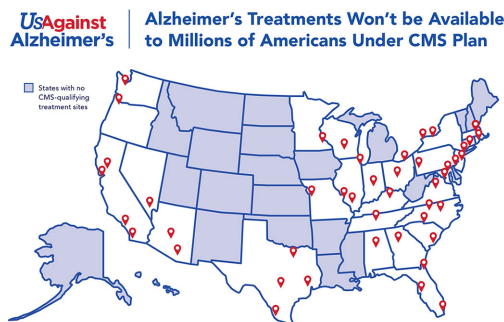 UsAgainst
Alzheimer's
Alzheimer's Treatments Won't be Available
to Millions of Americans Under CMS Plan
States with no
CMS-qualifying
treatment sites